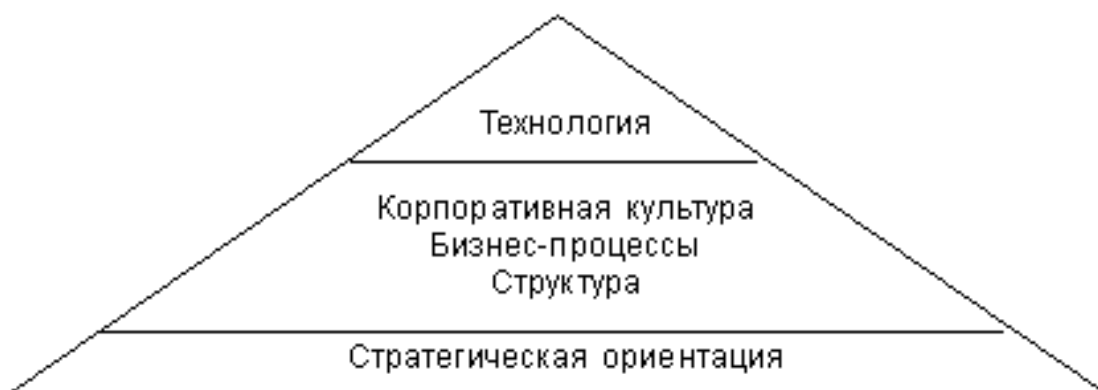 Технология
Корпоративная культура
Бизнес-процессы
Структура
Стратегическая ориентация